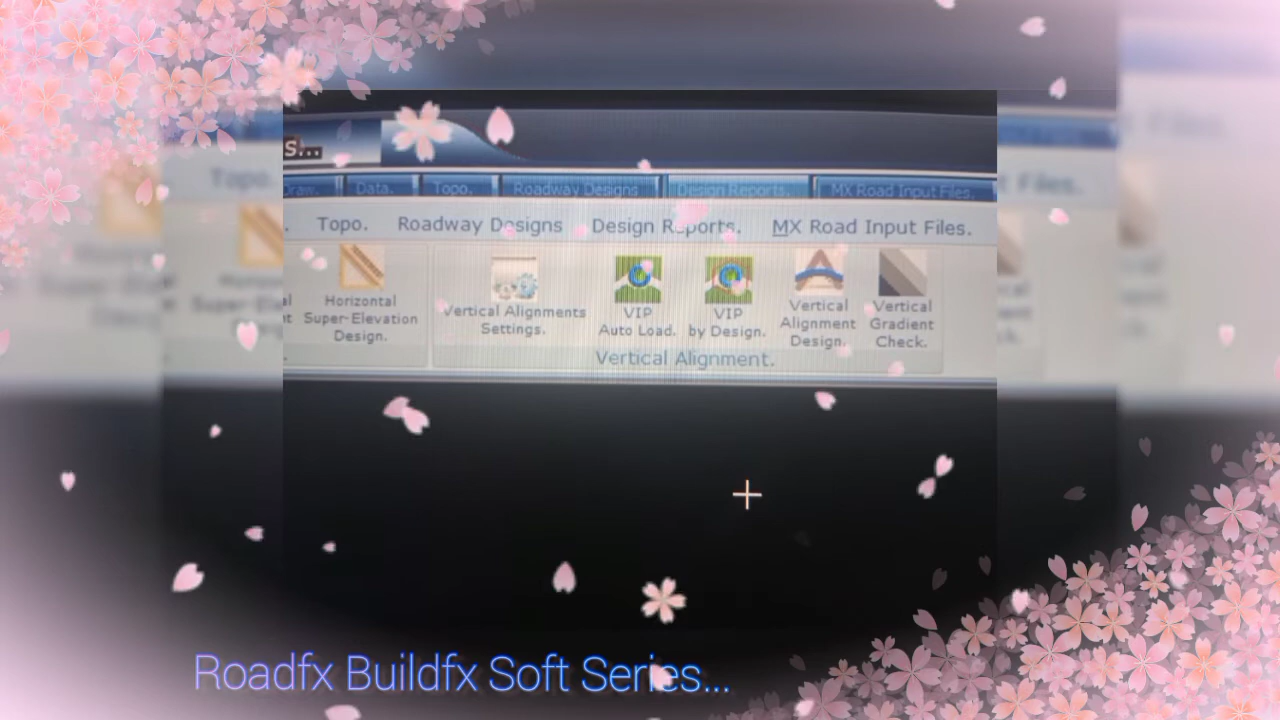 s...
Draw. Data. Topo. Roadway Designs Design Reports. MX Road Input Files.
. Topo. Roadway Designs Design Reports. MX Road Input Files.
Horizontal
Super-Elevation
Design.
Vertical Alignments
Settings.
VIP
Auto Load.
VIP
by Design.
Vertical
Alignment
Design.
Vertical
Gradient
Check.
Vertical Alignment.
Roadfx Buildfx Soft Series...